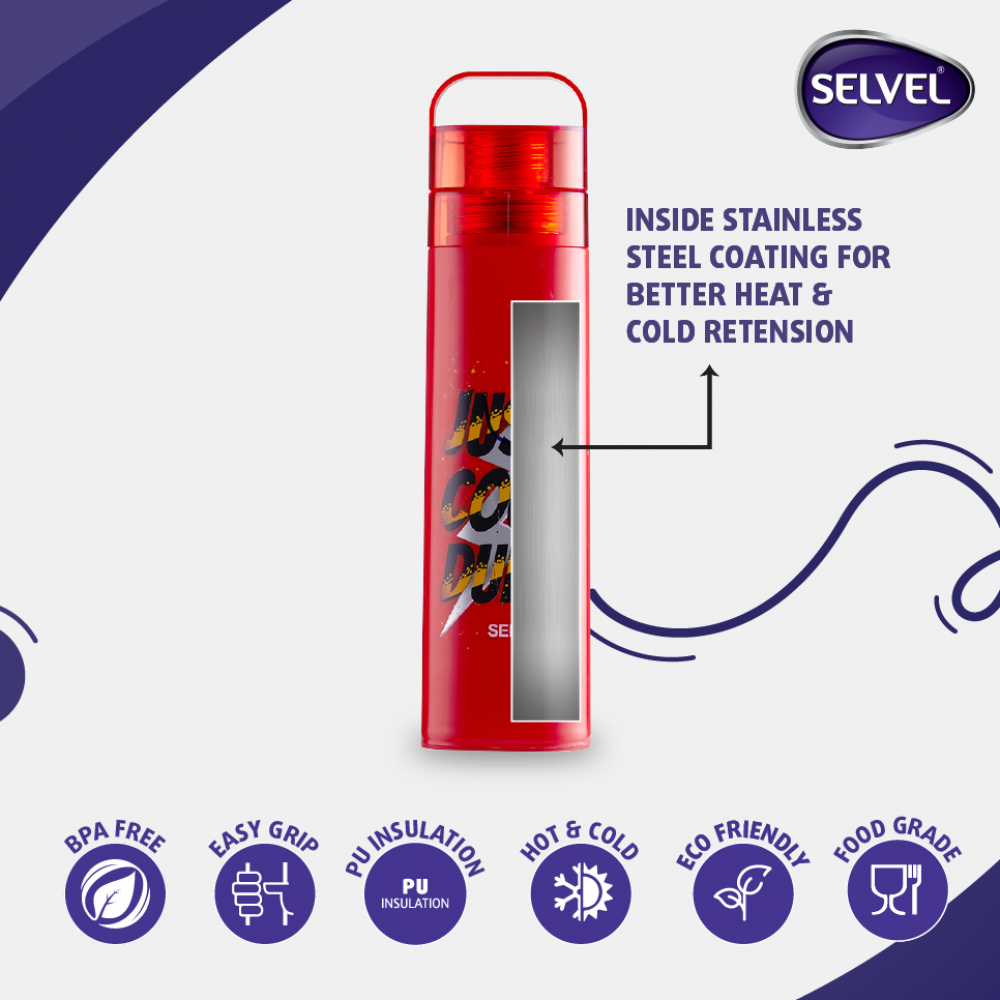 SELVEL®
INSIDE STAINLESS
STEEL COATING FOR
BETTER HEAT &
COLD RETENSION
SE
BPA FREE
EASY GRIP
PU INSULATION
PU
INSULATION
HOT & COLD
ECO FRIENDLY
FOOD GRADE